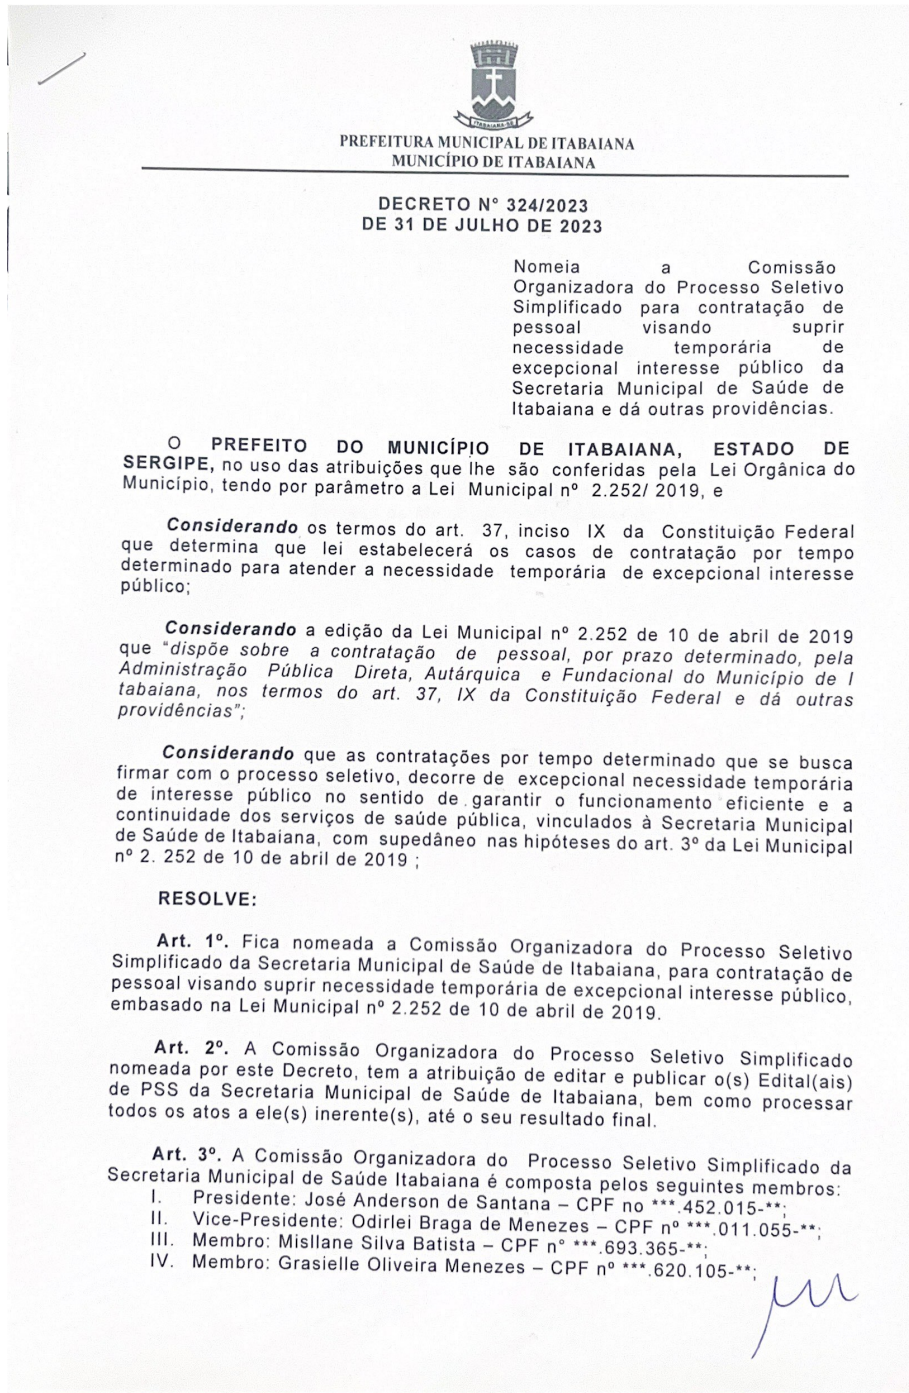 ITABAIANA-SE
PREFEITURA MUNICIPAL DE ITABAIANA
MUNICÍPIO DE ITABAIANA
DECRETO N° 324/2023
DE 31 DE JULHO DE 2023
Nomeia a Comissão
Organizadora do Processo Seletivo
Simplificado para contratação de
pessoal visando suprir
necessidade temporária de
excepcional interesse público da
Secretaria Municipal de Saúde de
Itabaiana e dá outras providências.
O PREFEITO DO MUNICÍPIO DE ITABAIANA, ESTADO DE
SERGIPE, no uso das atribuições que lhe são conferidas pela Lei Orgânica do
Município, tendo por parâmetro a Lei Municipal nº 2.252/ 2019, e
Considerando os termos do art. 37, inciso IX da Constituição Federal
que determina que lei estabelecerá os casos de contratação por tempo
determinado para atender a necessidade temporária de excepcional interesse
público;
Considerando a edição da Lei Municipal nº 2.252 de 10 de abril de 2019
que “dispõe sobre a contratação de pessoal, por prazo determinado, pela
Administração Pública Direta, Autárquica e Fundacional do Município de I
tabaiana, nos termos do art. 37, IX da Constituição Federal e dá outras
providências”;
Considerando que as contratações por tempo determinado que se busca
firmar com o processo seletivo, decorre de excepcional necessidade temporária
de interesse público no sentido de garantir o funcionamento eficiente e a
continuidade dos serviços de saúde pública, vinculados à Secretaria Municipal
de Saúde de Itabaiana, com supedâneo nas hipóteses do art. 3º da Lei Municipal
nº 2. 252 de 10 de abril de 2019 ;
RESOLVE:
Art. 1º. Fica nomeada a Comissão Organizadora do Processo Seletivo
Simplificado da Secretaria Municipal de Saúde de Itabaiana, para contratação de
pessoal visando suprir necessidade temporária de excepcional interesse público,
embasado na Lei Municipal nº 2.252 de 10 de abril de 2019.
Art. 2º. A Comissão Organizadora do Processo Seletivo Simplificado
nomeada por este Decreto, tem a atribuição de editar e publicar o(s) Edital(ais)
de PSS da Secretaria Municipal de Saúde de Itabaiana, bem como processar
todos os atos a ele(s) inerente(s), até o seu resultado final.
Art. 3º. A Comissão Organizadora do Processo Seletivo Simplificado da
Secretaria Municipal de Saúde Itabaiana é composta pelos seguintes membros:
I. Presidente: José Anderson de Santana – CPF no ***.452.015-**;
II. Vice-Presidente: Odirlei Braga de Menezes – CPF nº ***.011.055-**;
III. Membro: Misllane Silva Batista – CPF n° ***.693.365-**;
IV. Membro: Grasielle Oliveira Menezes – CPF nº ***.620.105-**;